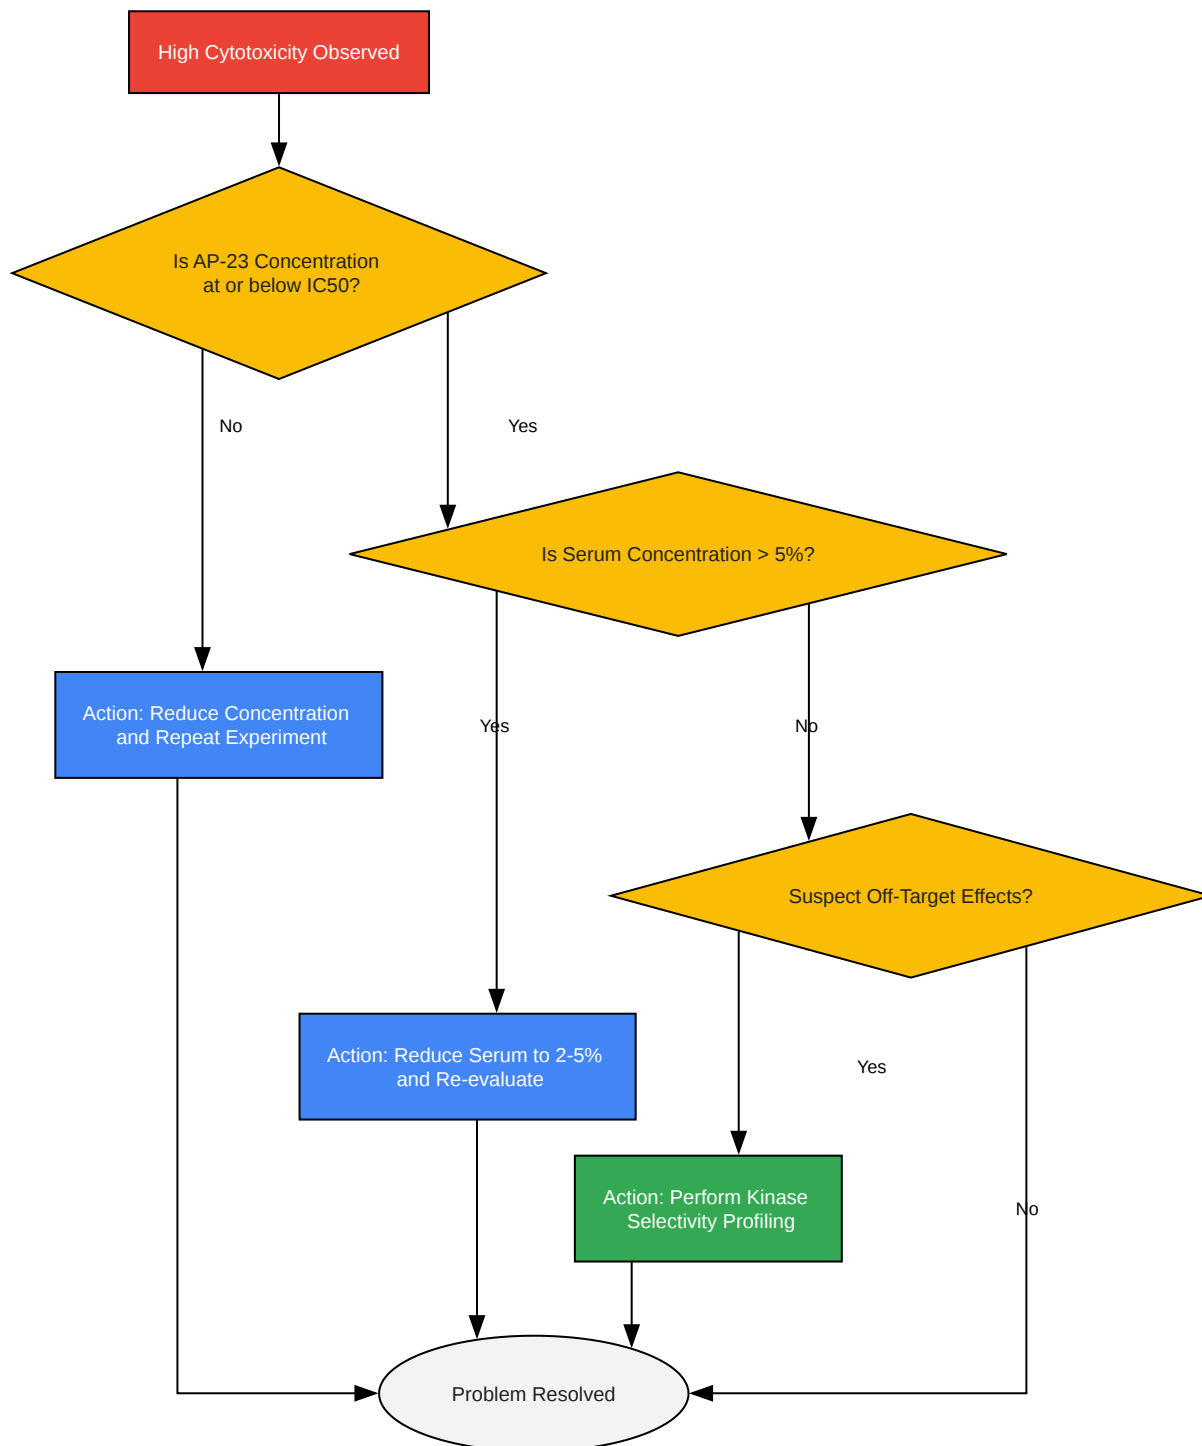 High Cytotoxicity Observed
Is AP-23 Concentration
at or below IC50?
No
Yes
Is Serum Concentration > 5%?
Action: Reduce Concentration
and Repeat Experiment
Yes
No
Suspect Off-Target Effects?
Action: Reduce Serum to 2-5%
and Re-evaluate
Yes
Action: Perform Kinase
Selectivity Profiling
No
Problem Resolved